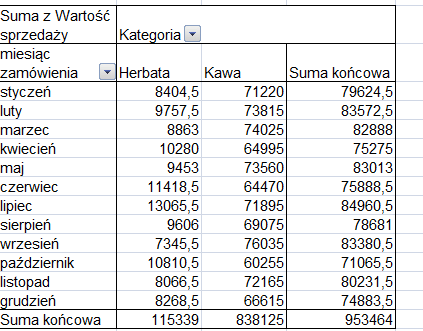 Suma z Wartość
sprzedaży Kategoria
miesiąc
zamówienia Herbata Kawa Suma końcowa
styczeń 8404,5 71220 79624,5
luty 9757,5 73815 83572,5
marzec 8863 74025 82888
kwiecień 10280 64995 75275
maj 9453 73560 83013
czerwiec 11418,5 64470 75888,5
lipiec 13065,5 71895 84960,5
sierpień 9606 69075 78681
wrzesień 7345,5 76035 83380,5
październik 10810,5 60255 71065,5
listopad 8066,5 72165 80231,5
grudzień 8268,5 66615 74883,5
Suma końcowa 115339 838125 953464